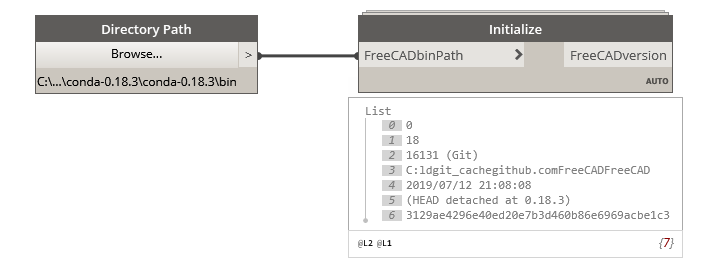 Directory Path
Browse...
>
C:\...\conda-0.18.3\conda-0.18.3\bin
Initialize
FreeCADbinPath
FreeCADversion
AUTO
List
0 0
1 18
2 16131 (Git)
3 C:ldgit_cachegithub.comFreeCADFreeCAD
4 2019/07/12 21:08:08
5 (HEAD detached at 0.18.3)
6 3129ae4296e40ed20e7b3d460b86e6969acbe1c3
@L2 @L1
{7}